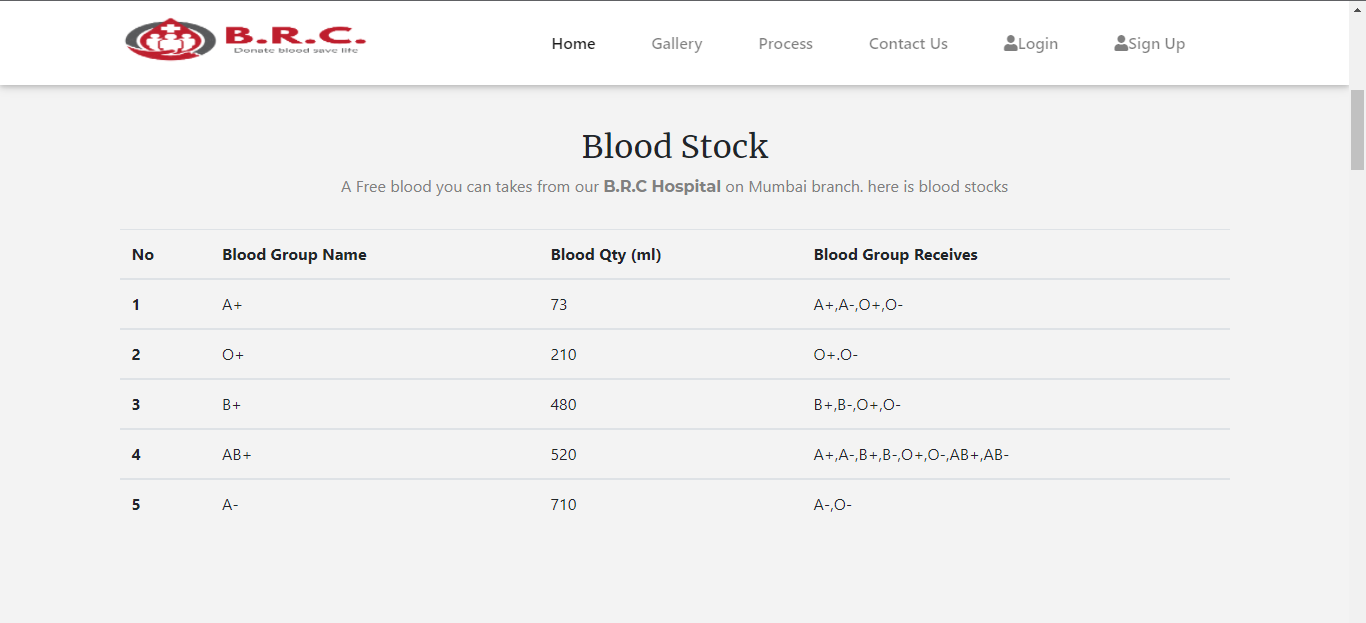 B.R.C.
Donate blood save life
Home Gallery Process Contact Us Login Sign Up
Blood Stock
A Free blood you can takes from our B.R.C Hospital on Mumbai branch. here is blood stocks
No Blood Group Name Blood Qty (ml) Blood Group Receives
1 A+ 73 A+,A-,O+,O-
2 O+ 210 O+.O-
3 B+ 480 B+,B-,O+,O-
4 AB+ 520 A+,A-,B+,B-,O+,O-,AB+,AB-
5 A- 710 A-,O-